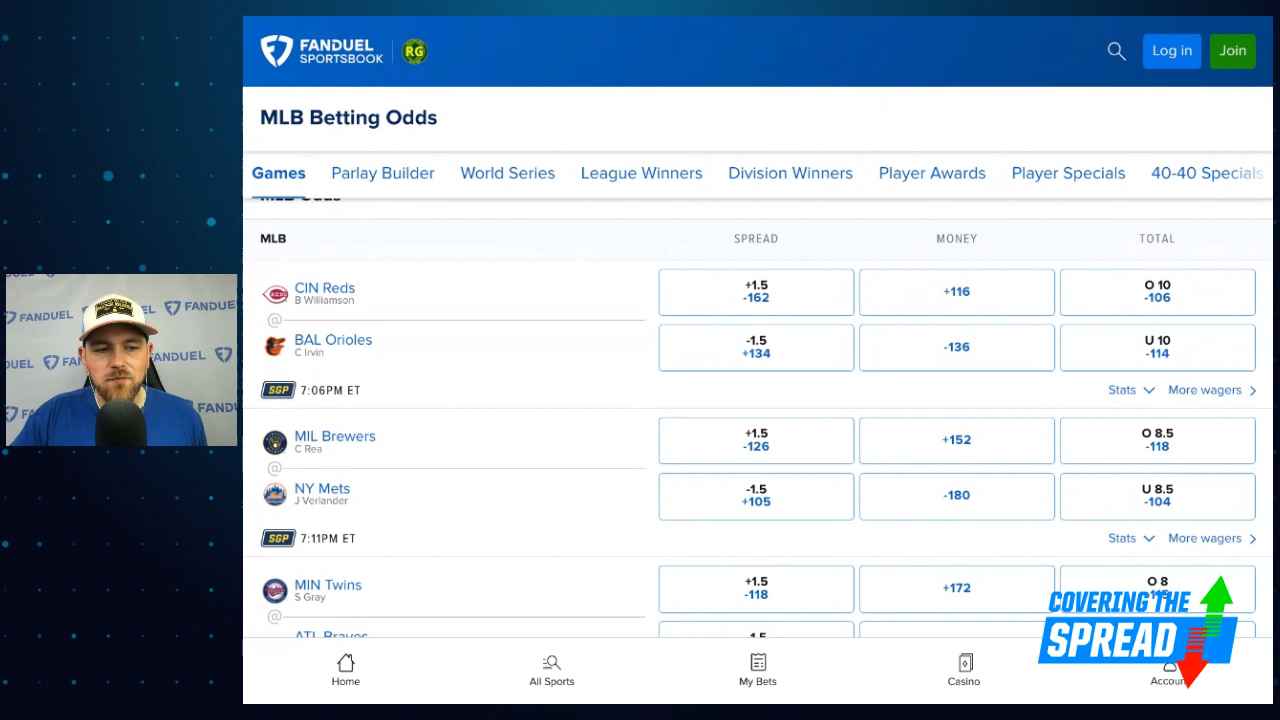 FANDUEL
SPORTSBOOK
RG
Log in
Join
MLB Betting Odds
Games
Parlay Builder
World Series
League Winners
Division Winners
Player Awards
Player Specials
40-40 Specials
MLB Odds
MLB
SPREAD
MONEY
TOTAL
CIN Reds
B Williamson
+1.5
-162
+116
O 10
-106
@
BAL Orioles
C Irvin
-1.5
+134
-136
U 10
-114
SGP
7:06PM ET
Stats
More wagers
MIL Brewers
C Rea
+1.5
-126
+152
O 8.5
-118
@
NY Mets
J Verlander
-1.5
+105
-180
U 8.5
-104
SGP
7:11PM ET
Stats
More wagers
MIN Twins
S Gray
+1.5
-118
+172
O 8
@
ATL Braves
Home
All Sports
My Bets
Casino
COVERING THE
SPREAD
FANDUEL
FANDUEL